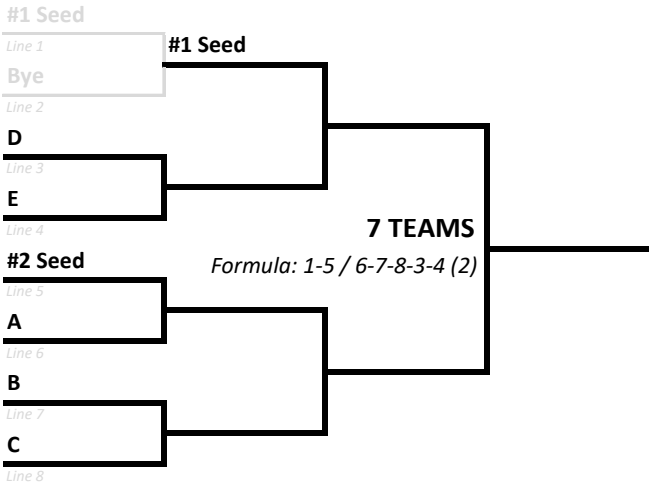 #1 Seed
Line 1
#1 Seed
Bye
Line 2
D
Line 3
E
Line 4
7 TEAMS
#2 Seed
Formula: 1-5 / 6-7-8-3-4 (2)
Line 5
A
Line 6
B
Line 7
C
Line 8